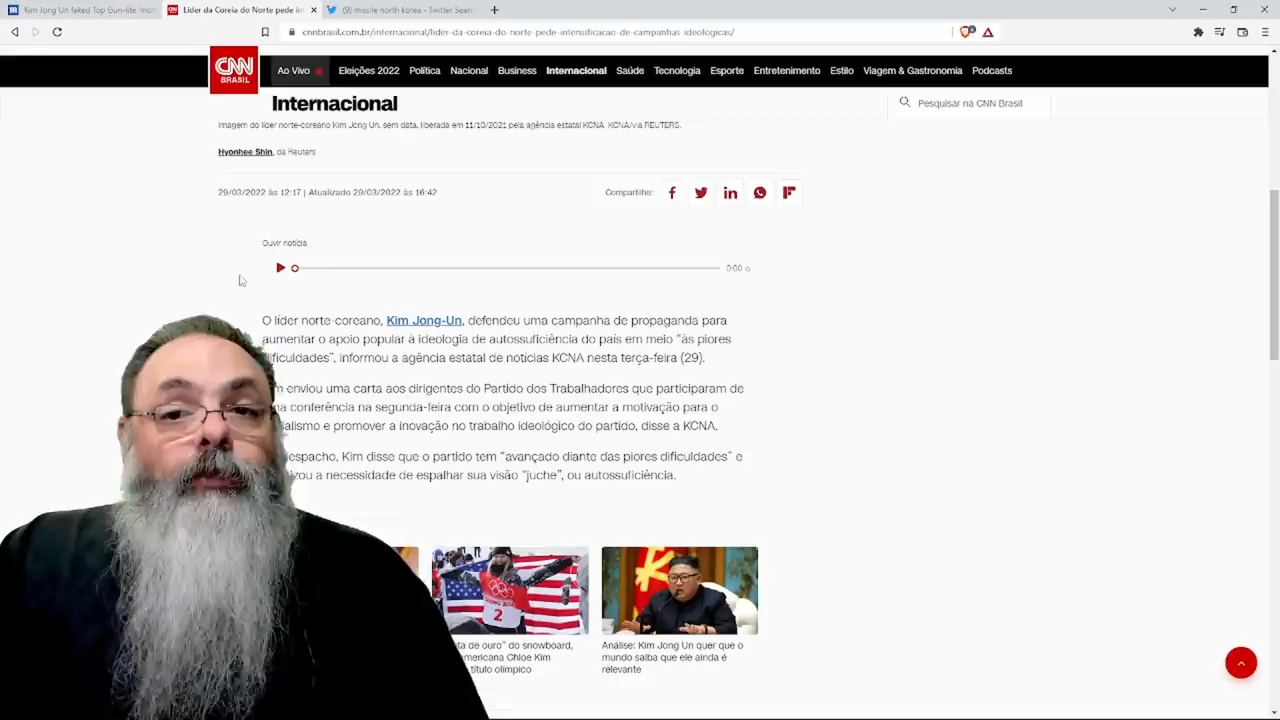 Kim Jong Un faked Top Gun-lite 'mon
Líder da Coreia do Norte pede in
(9) missile north korea - Twitter Sear
cnnbrasil.com.br/internacional/lider-da-coreia-do-norte-pede-intensificacao-de-campanhas-ideologicas/
CNN
BRASIL
Ao Vivo
Eleições 2022 Política Nacional Business Internacional Saúde Tecnologia Esporte Entretenimento Estilo Viagem & Gastronomia Podcasts
Internacional
Pesquisar na CNN Brasil
Imagem do líder norte-coreano Kim Jong Un, sem data, liberada em 11/10/2021 pela agência estatal KCNA KCNA/via REUTERS.
Hyonhee Shin, da Reuters
29/03/2022 às 12:17 | Atualizado 29/03/2022 às 16:42
Compartilhe:
Ouvir notícia
0:00
O líder norte-coreano, Kim Jong-Un, defendeu uma campanha de propaganda para
aumentar o apoio popular à ideologia de autossuficiência do país em meio "às piores
dificuldades", informou a agência estatal de notícias KCNA nesta terça-feira (29).
m enviou uma carta aos dirigentes do Partido dos Trabalhadores que participaram de
na conferência na segunda-feira com o objetivo de aumentar a motivação para o
ialismo e promover a inovação no trabalho ideológico do partido, disse a KCNA.
espacho, Kim disse que o partido tem "avançado diante das piores dificuldades" e
izou a necessidade de espalhar sua visão "juche", ou autossuficiência.
2
ta de ouro" do snowboard,
mericana Chloe Kim
título olímpico
Análise: Kim Jong Un quer que o
mundo saiba que ele ainda é
relevante